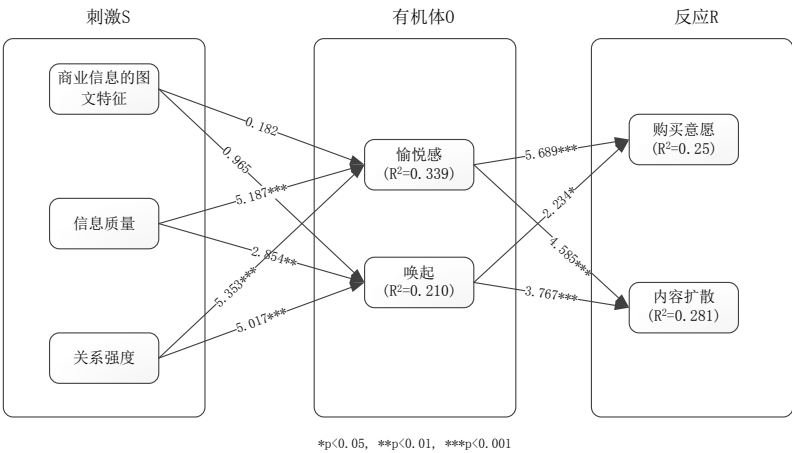 刺激S
有机体O
反应R
商业信息的图
文特征
信息质量
关系强度
0.182
0.965
5.187***
2.854**
5.353***
5.017***
愉悦感
(R²=0.339)
唤起
(R²=0.210)
5.689***
2.234*
4.585***
3.767***
购买意愿
(R²=0.25)
内容扩散
(R²=0.281)
*p<0.05, **p<0.01, ***p<0.001